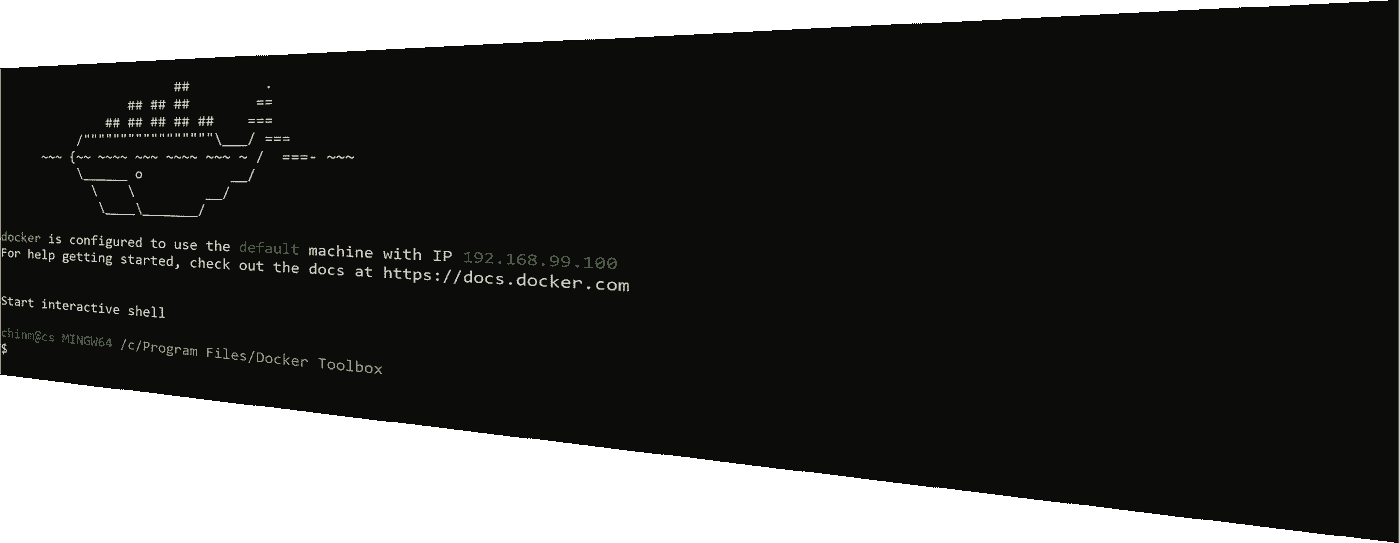 ##         .
            ## ## ##        ==
         ## ## ## ## ##    ===
     /"""""""""""""""""\___/ ===
~~~ {~~ ~~~~ ~~~ ~~~~ ~~~ ~ /  ===- ~~~
     \______ o           __/
       \    \         __/
        \____\_______/
docker is configured to use the default machine with IP 192.168.99.100
For help getting started, check out the docs at https://docs.docker.com
Start interactive shell
chinm@cs MINGW64 /c/Program Files/Docker Toolbox
$